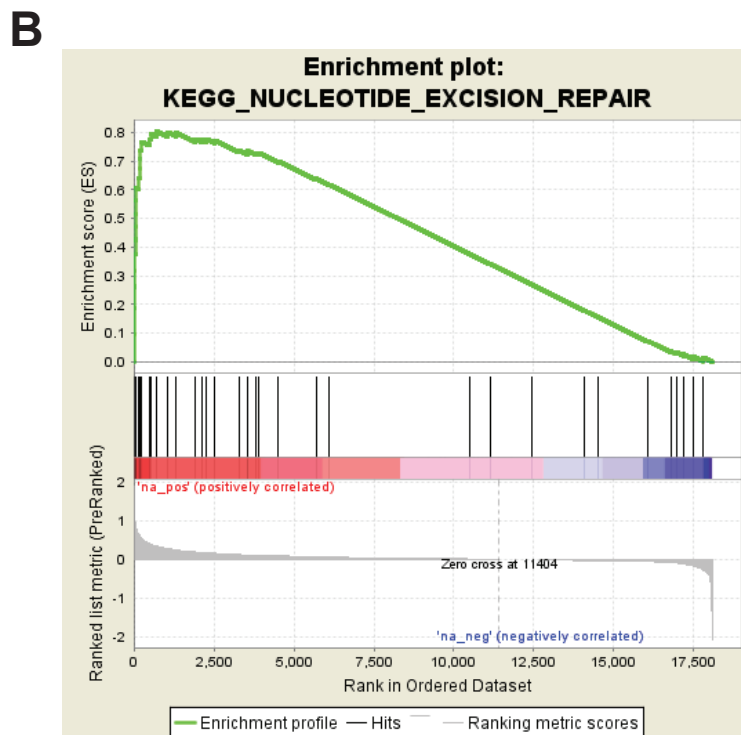 B
Enrichment plot:
KEGG_NUCLEOTIDE_EXCISION_REPAIR
Enrichment score (ES)
0.8
0.7
0.6
0.5
0.4
0.3
0.2
0.1
0.0
Ranked list metric (PreRanked)
2
1
0
-1
-2
'na_pos' (positively correlated)
Zero cross at 11404
'na_neg' (negatively correlated)
0 2,500 5,000 7,500 10,000 12,500 15,000 17,500
Rank in Ordered Dataset
Enrichment profile Hits Ranking metric scores